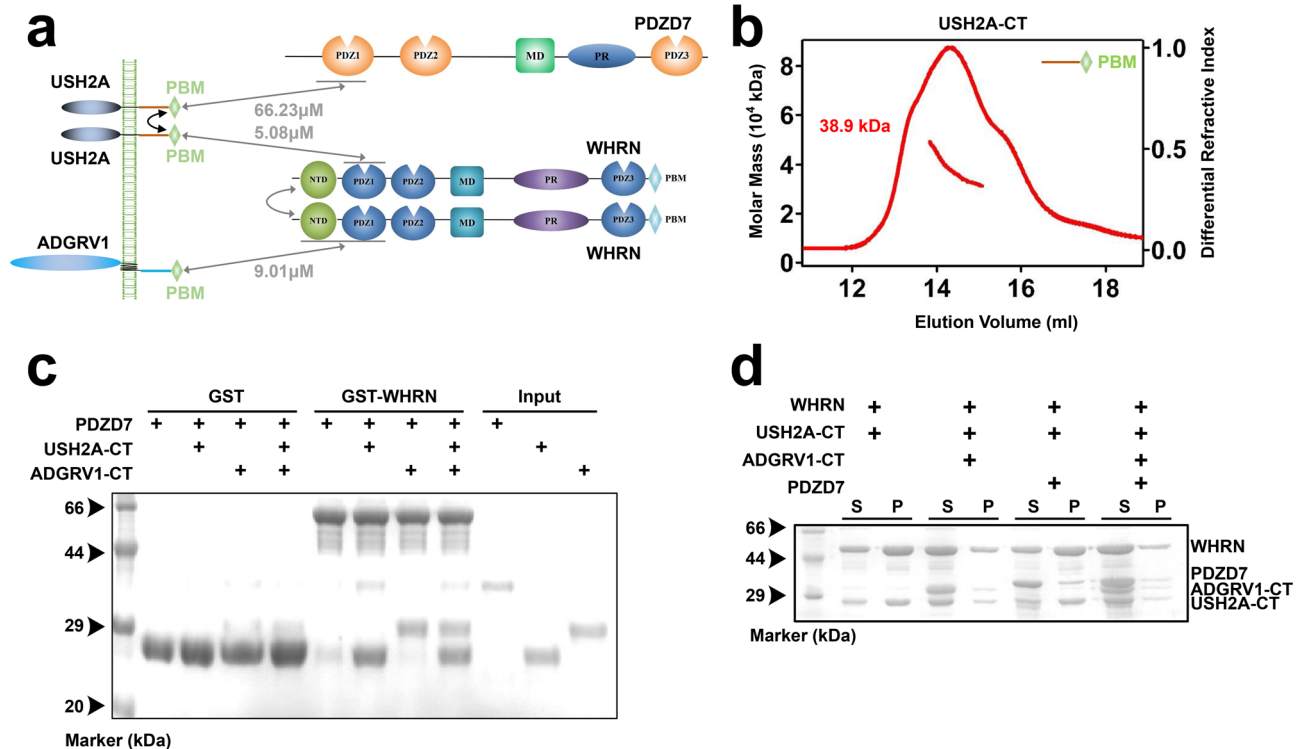 a
PDZD7
PDZ1 PDZ2 MD PR PDZ3
USH2A
PBM
66.23μM
5.08μM
USH2A
PBM
WHRN
NTD PDZ1 PDZ2 MD PR PDZ3 PBM
NTD PDZ1 PDZ2 MD PR PDZ3 PBM
WHRN
ADGRV1
9.01μM
PBM
b
USH2A-CT
PBM
38.9 kDa
Molar Mass (10⁴ kDa)
8
6
4
2
0
Differential Refractive Index
1.0
0.5
0.0
12 14 16 18
Elution Volume (ml)
c
GST GST-WHRN Input
PDZD7 + + + + + + + + +
USH2A-CT + + + + +
ADGRV1-CT + + + + +
66
44
29
20
Marker (kDa)
d
WHRN + + + +
USH2A-CT + + + +
ADGRV1-CT + +
PDZD7 + +
S P S P S P S P
66
44
29
WHRN
PDZD7
ADGRV1-CT
USH2A-CT
Marker (kDa)